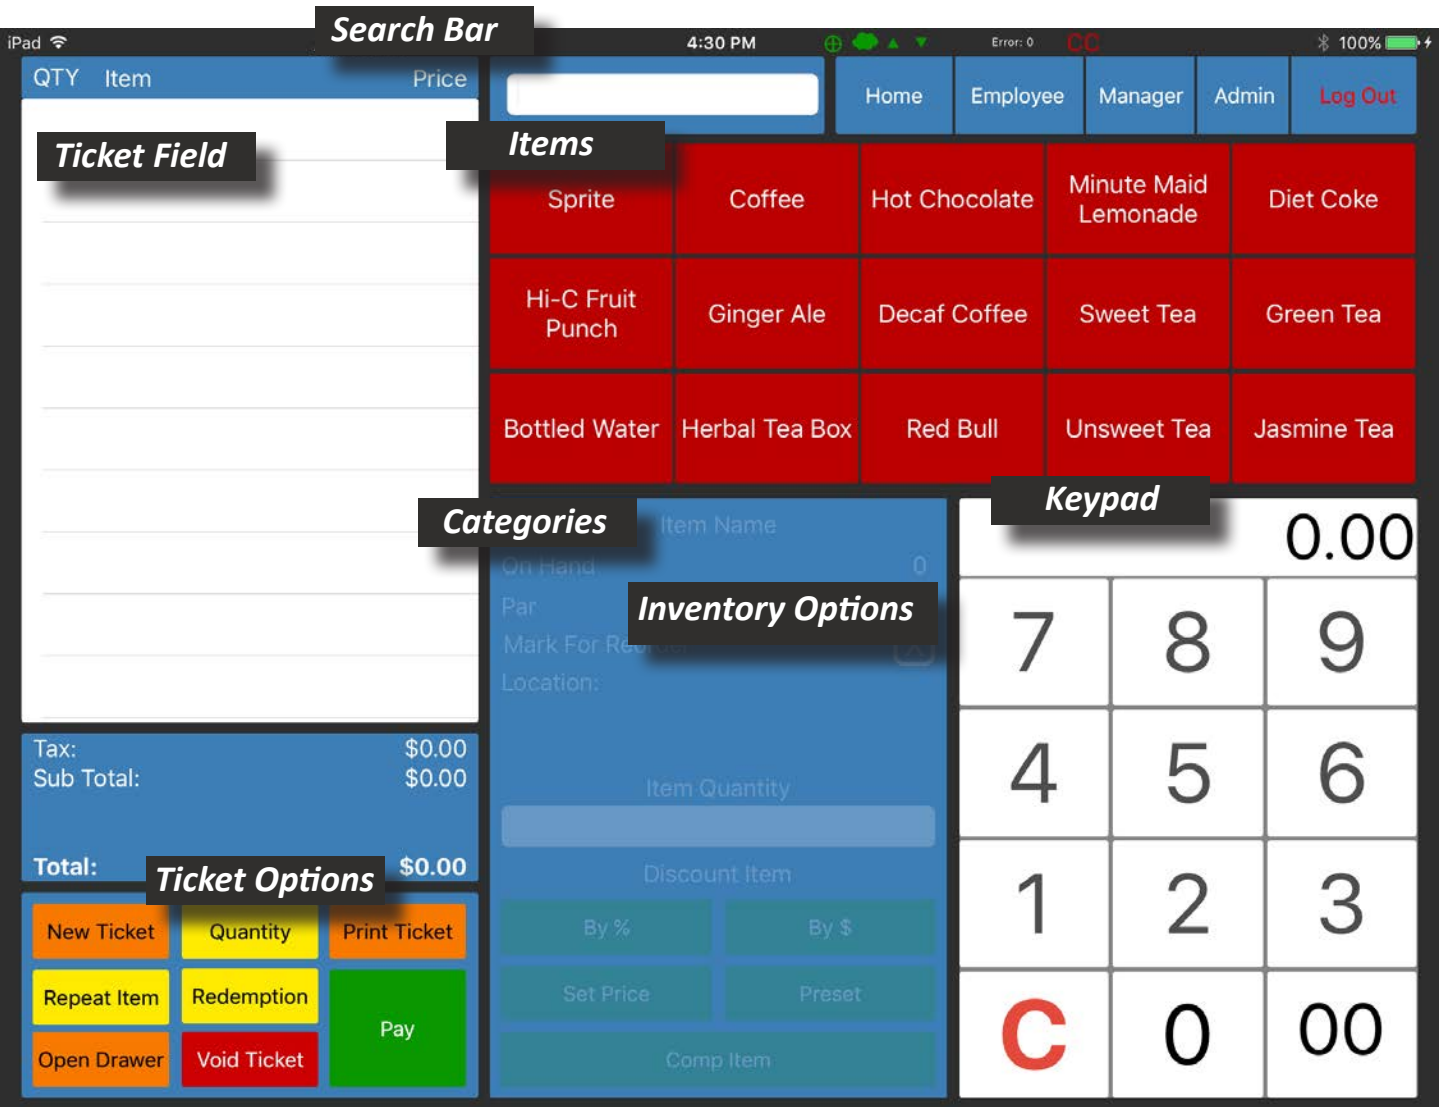 Search Bar
iPad 4:30 PM Error: 0 CC 100%
QTY Item Price
Home Employee Manager Admin Log Out
Ticket Field
Items
Sprite Coffee Hot Chocolate Minute Maid Lemonade Diet Coke
Hi-C Fruit Punch Ginger Ale Decaf Coffee Sweet Tea Green Tea
Bottled Water Herbal Tea Box Red Bull Unsweet Tea Jasmine Tea
Categories
Item Name
On Hand 0
Par
Inventory Options
Mark For Reorder X
Location:
Item Quantity
Discount Item
By % By $
Set Price Preset
Comp Item
Keypad
0.00
7 8 9
4 5 6
1 2 3
C 0 00
Tax: $0.00
Sub Total: $0.00
Total: $0.00
Ticket Options
New Ticket Quantity Print Ticket
Repeat Item Redemption
Pay
Open Drawer Void Ticket